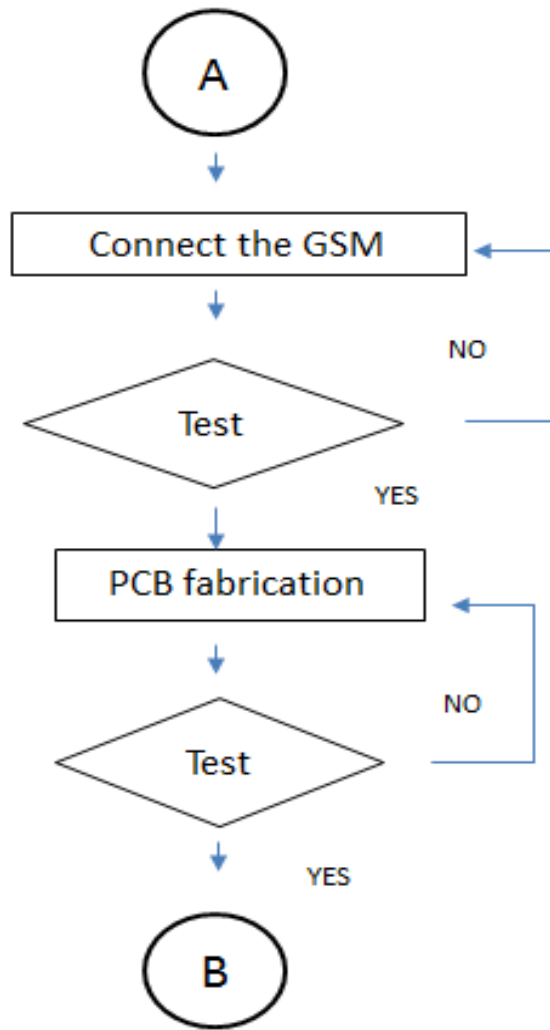 A
Connect the GSM
NO
Test
YES
PCB fabrication
NO
Test
YES
B